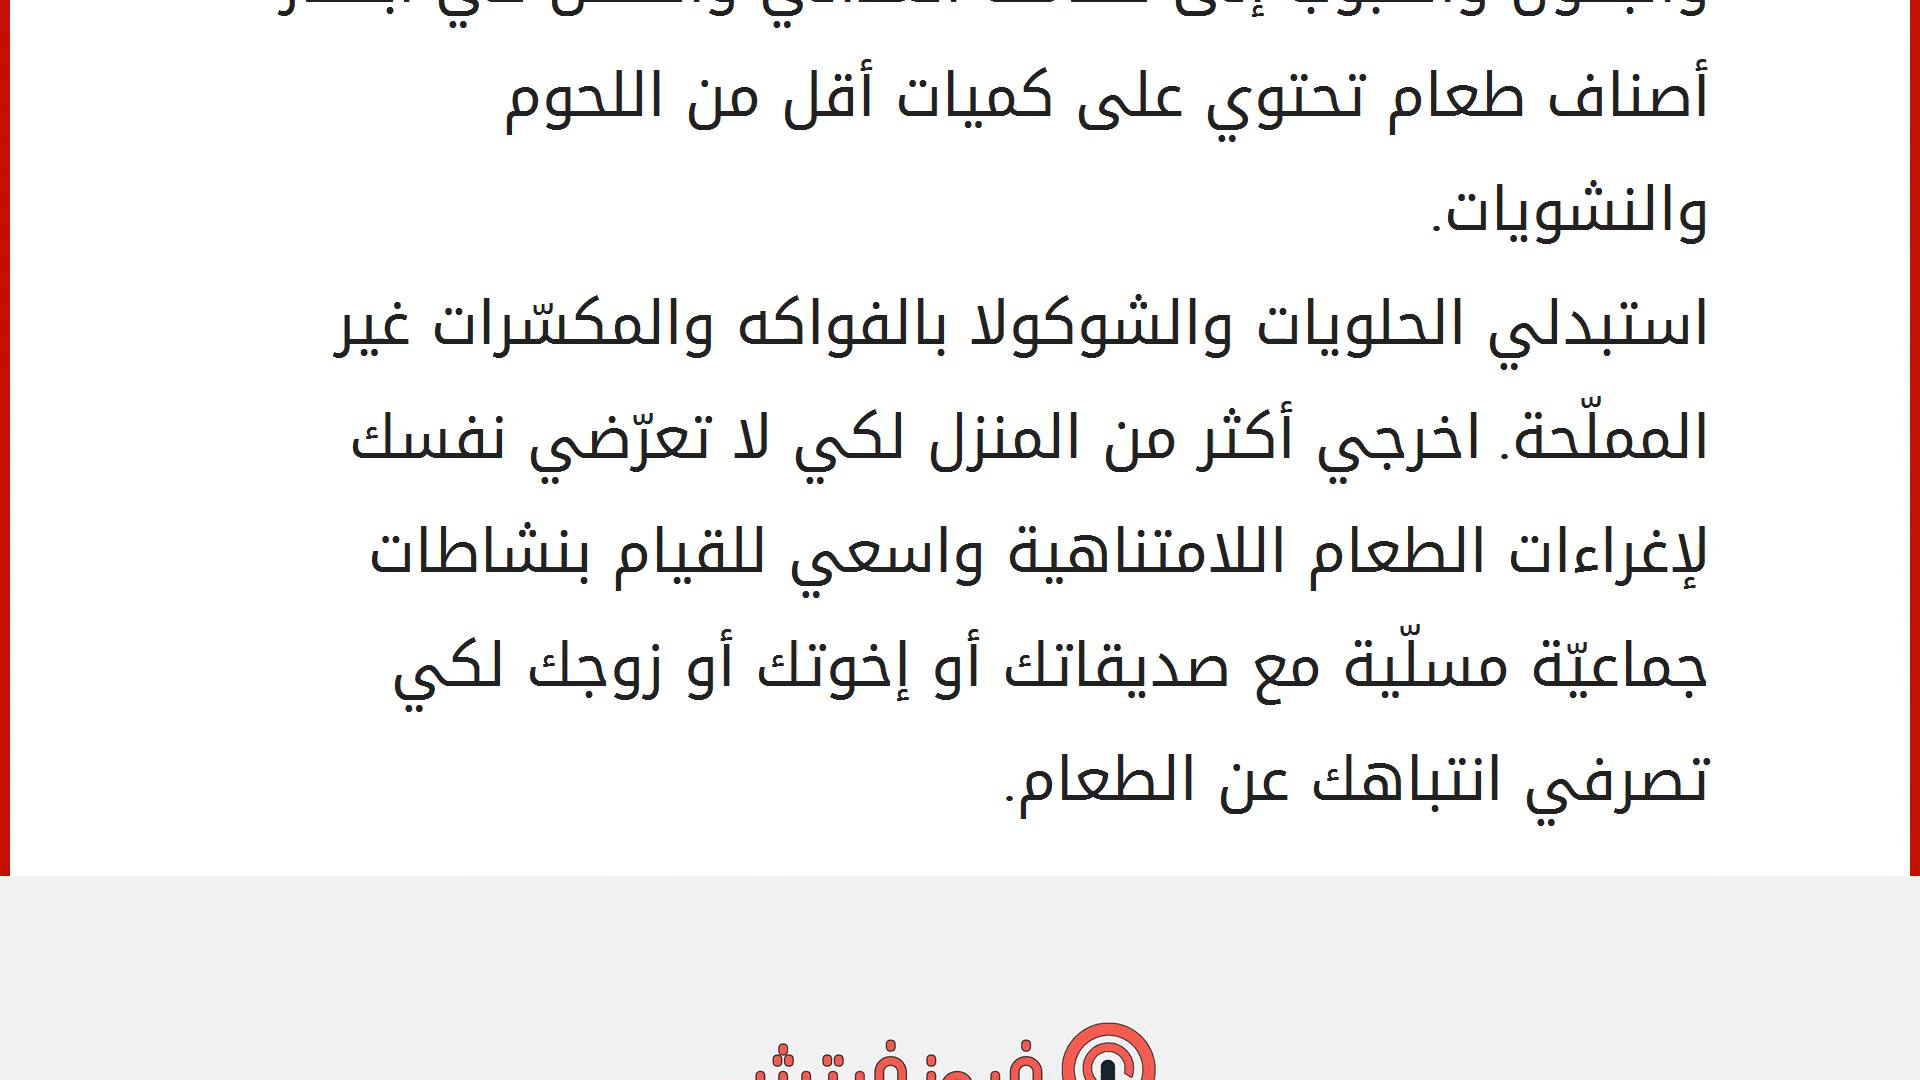 أصناف طعام تحتوي على كميات أقل من اللحوم
والنشويات.
استبدلي الحلويات والشوكولا بالفواكه والمكسّرات غير
المملّحة. اخرجي أكثر من المنزل لكي لا تعرّضي نفسك
لإغراءات الطعام اللامتناهية واسعي للقيام بنشاطات
جماعيّة مسلّية مع صديقاتك أو إخوتك أو زوجك لكي
تصرفي انتباهك عن الطعام.